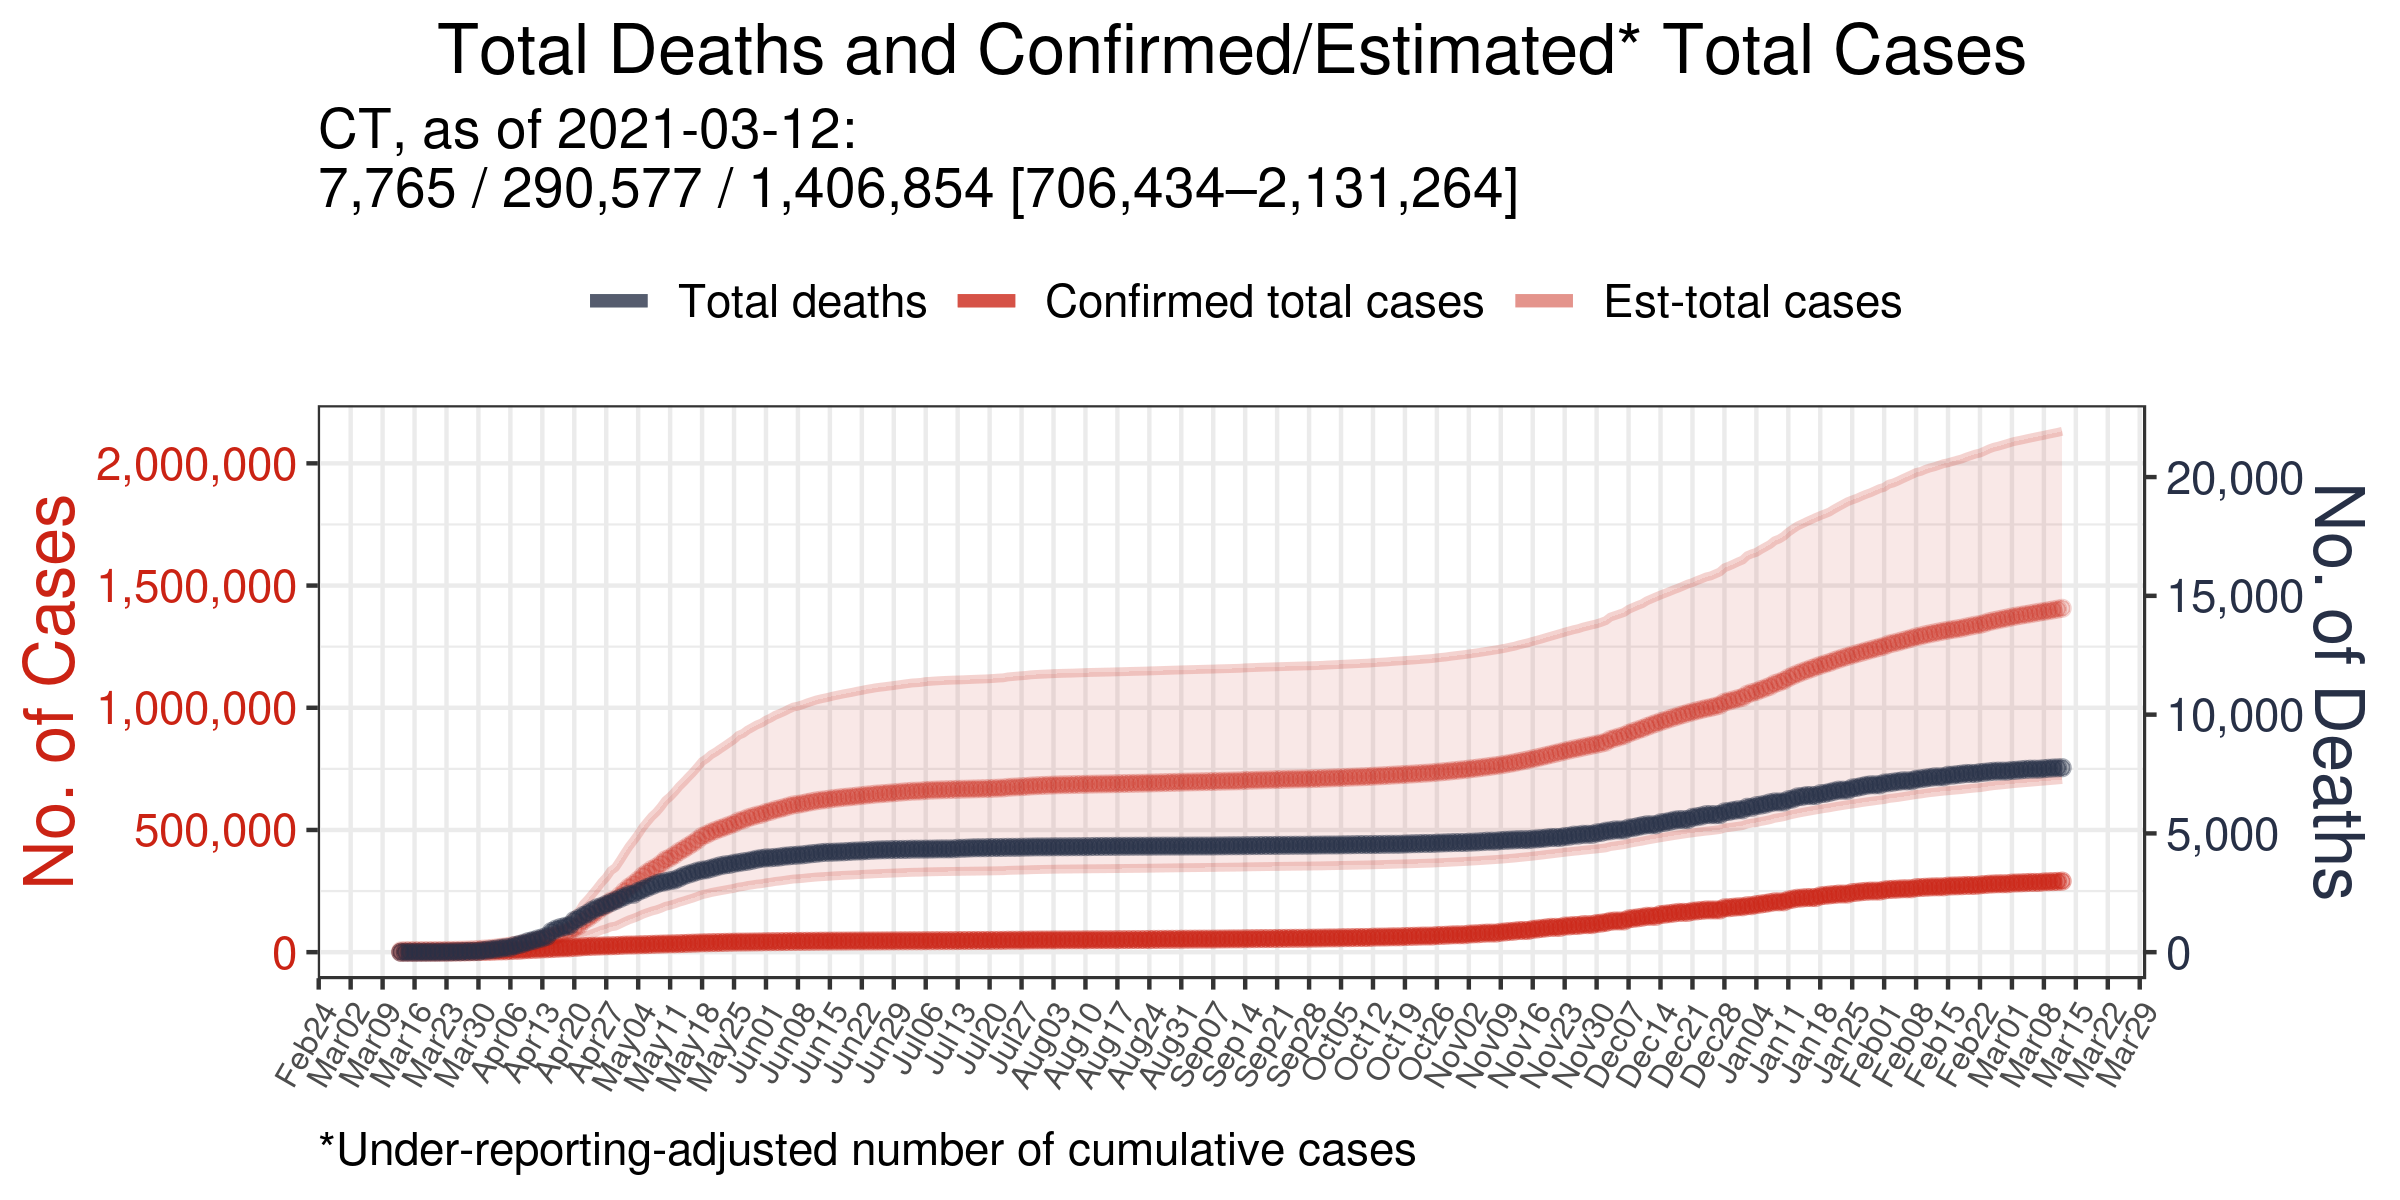 Total Deaths and Confirmed/Estimated* Total Cases
CT, as of 2021-03-12:
7,765 / 290,577 / 1,406,854 [706,434–2,131,264]
Total deaths
Confirmed total cases
Est-total cases
No. of Cases
2,000,000
1,500,000
1,000,000
500,000
0
20,000
15,000
10,000
5,000
0
No. of Deaths
Feb24
Mar02
Mar09
Mar16
Mar23
Mar30
Apr06
Apr13
Apr20
Apr27
May04
May11
May18
May25
Jun01
Jun08
Jun15
Jun22
Jun29
Jul06
Jul13
Jul20
Jul27
Aug03
Aug10
Aug17
Aug24
Aug31
Sep07
Sep14
Sep21
Sep28
Oct05
Oct12
Oct19
Oct26
Nov02
Nov09
Nov16
Nov23
Nov30
Dec07
Dec14
Dec21
Dec28
Jan04
Jan11
Jan18
Jan25
Feb01
Feb08
Feb15
Feb22
Mar01
Mar08
Mar15
Mar22
Mar29
*Under-reporting-adjusted number of cumulative cases